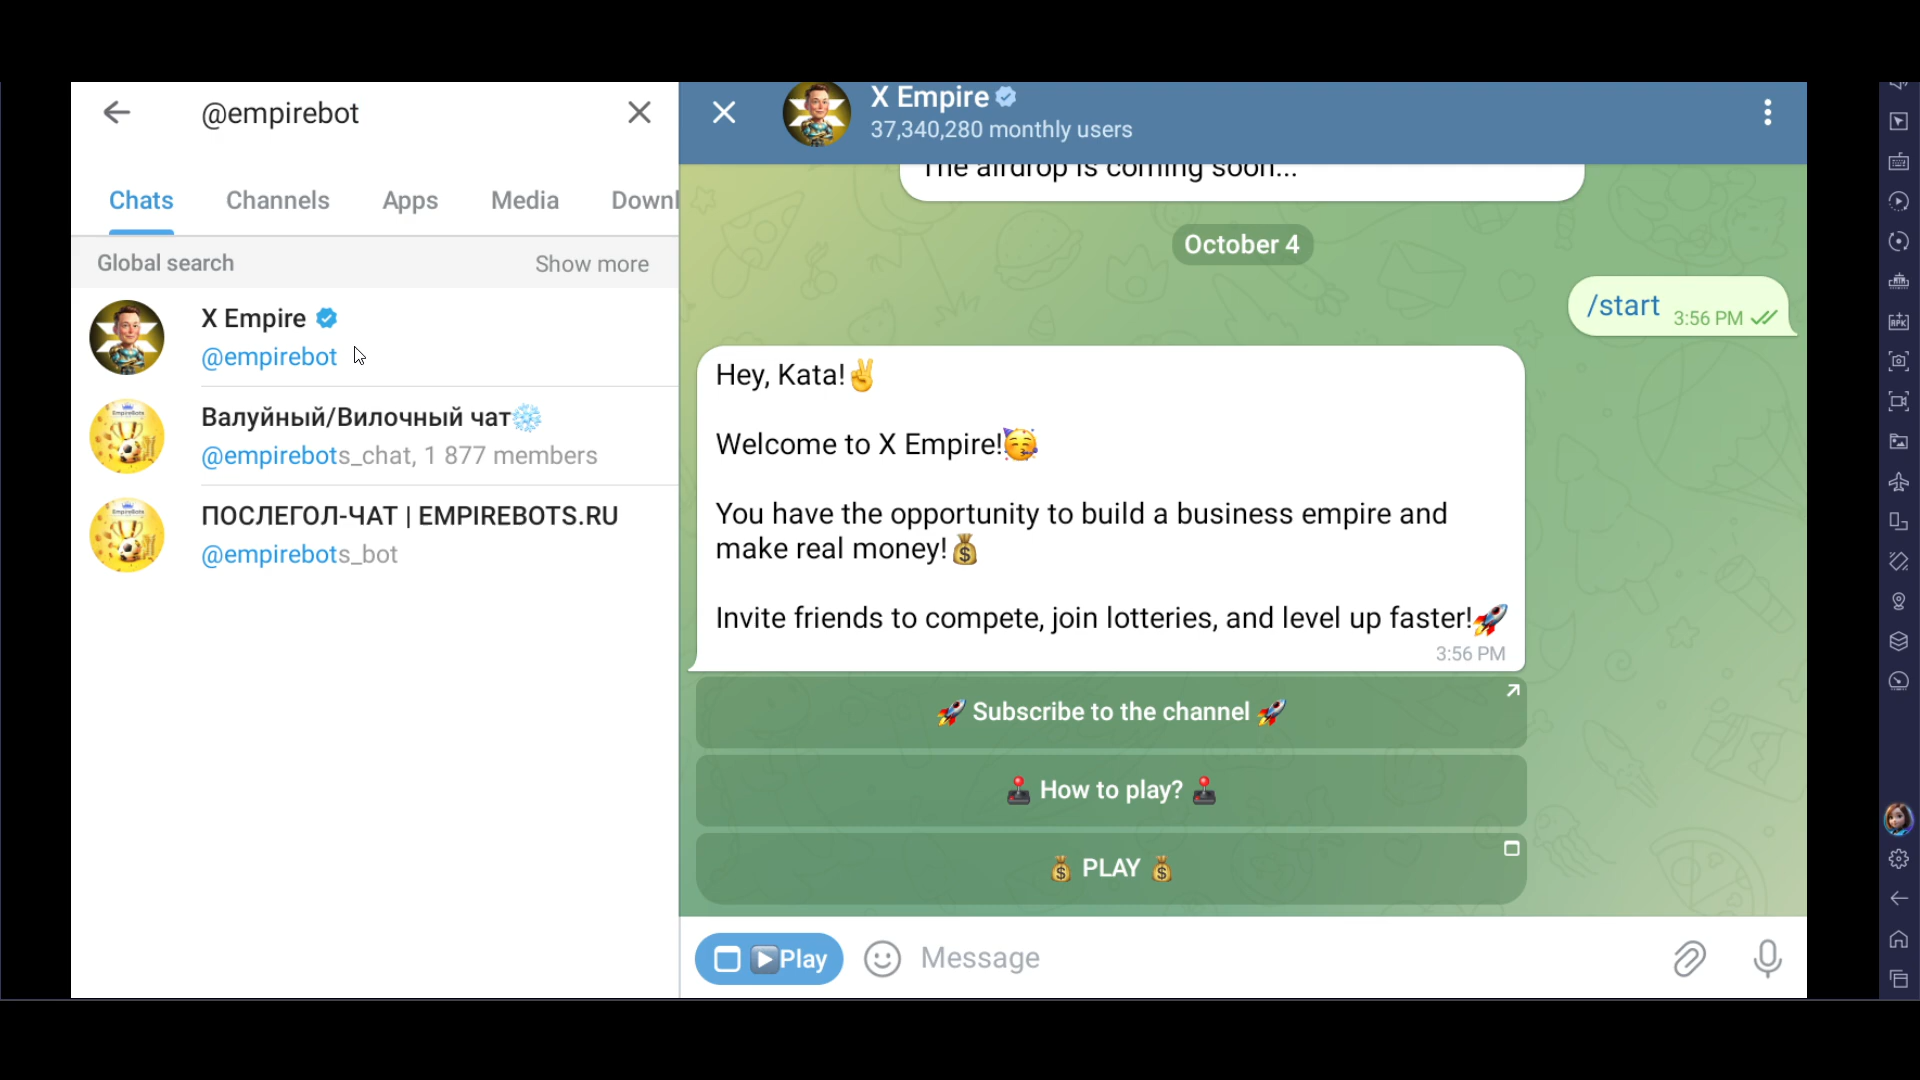 @empirebot
Chats Channels Apps Media Downl
Global search Show more
X Empire
@empirebot
Валуйный/Вилочный чат❄️
@empirebots_chat, 1 877 members
ПОСЛЕГОЛ-ЧАТ | EMPIREBOTS.RU
@empirebots_bot
X Empire
37,340,280 monthly users
The airdrop is coming soon...
October 4
/start 3:56 PM
Hey, Kata!✌️
Welcome to X Empire!🥳
You have the opportunity to build a business empire and
make real money!💰
Invite friends to compete, join lotteries, and level up faster!🚀
3:56 PM
🚀 Subscribe to the channel 🚀
🕹️ How to play? 🕹️
💰 PLAY 💰
▶️Play
Message